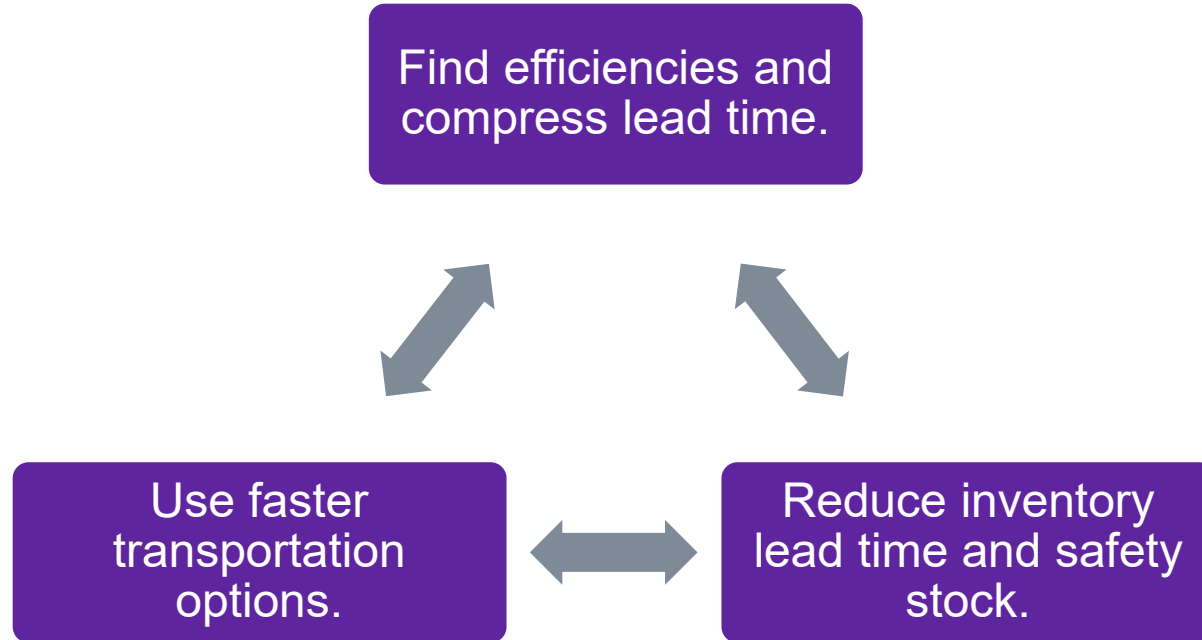 Find efficiencies and
compress lead time.
Use faster
transportation
options.
Reduce inventory
lead time and safety
stock.